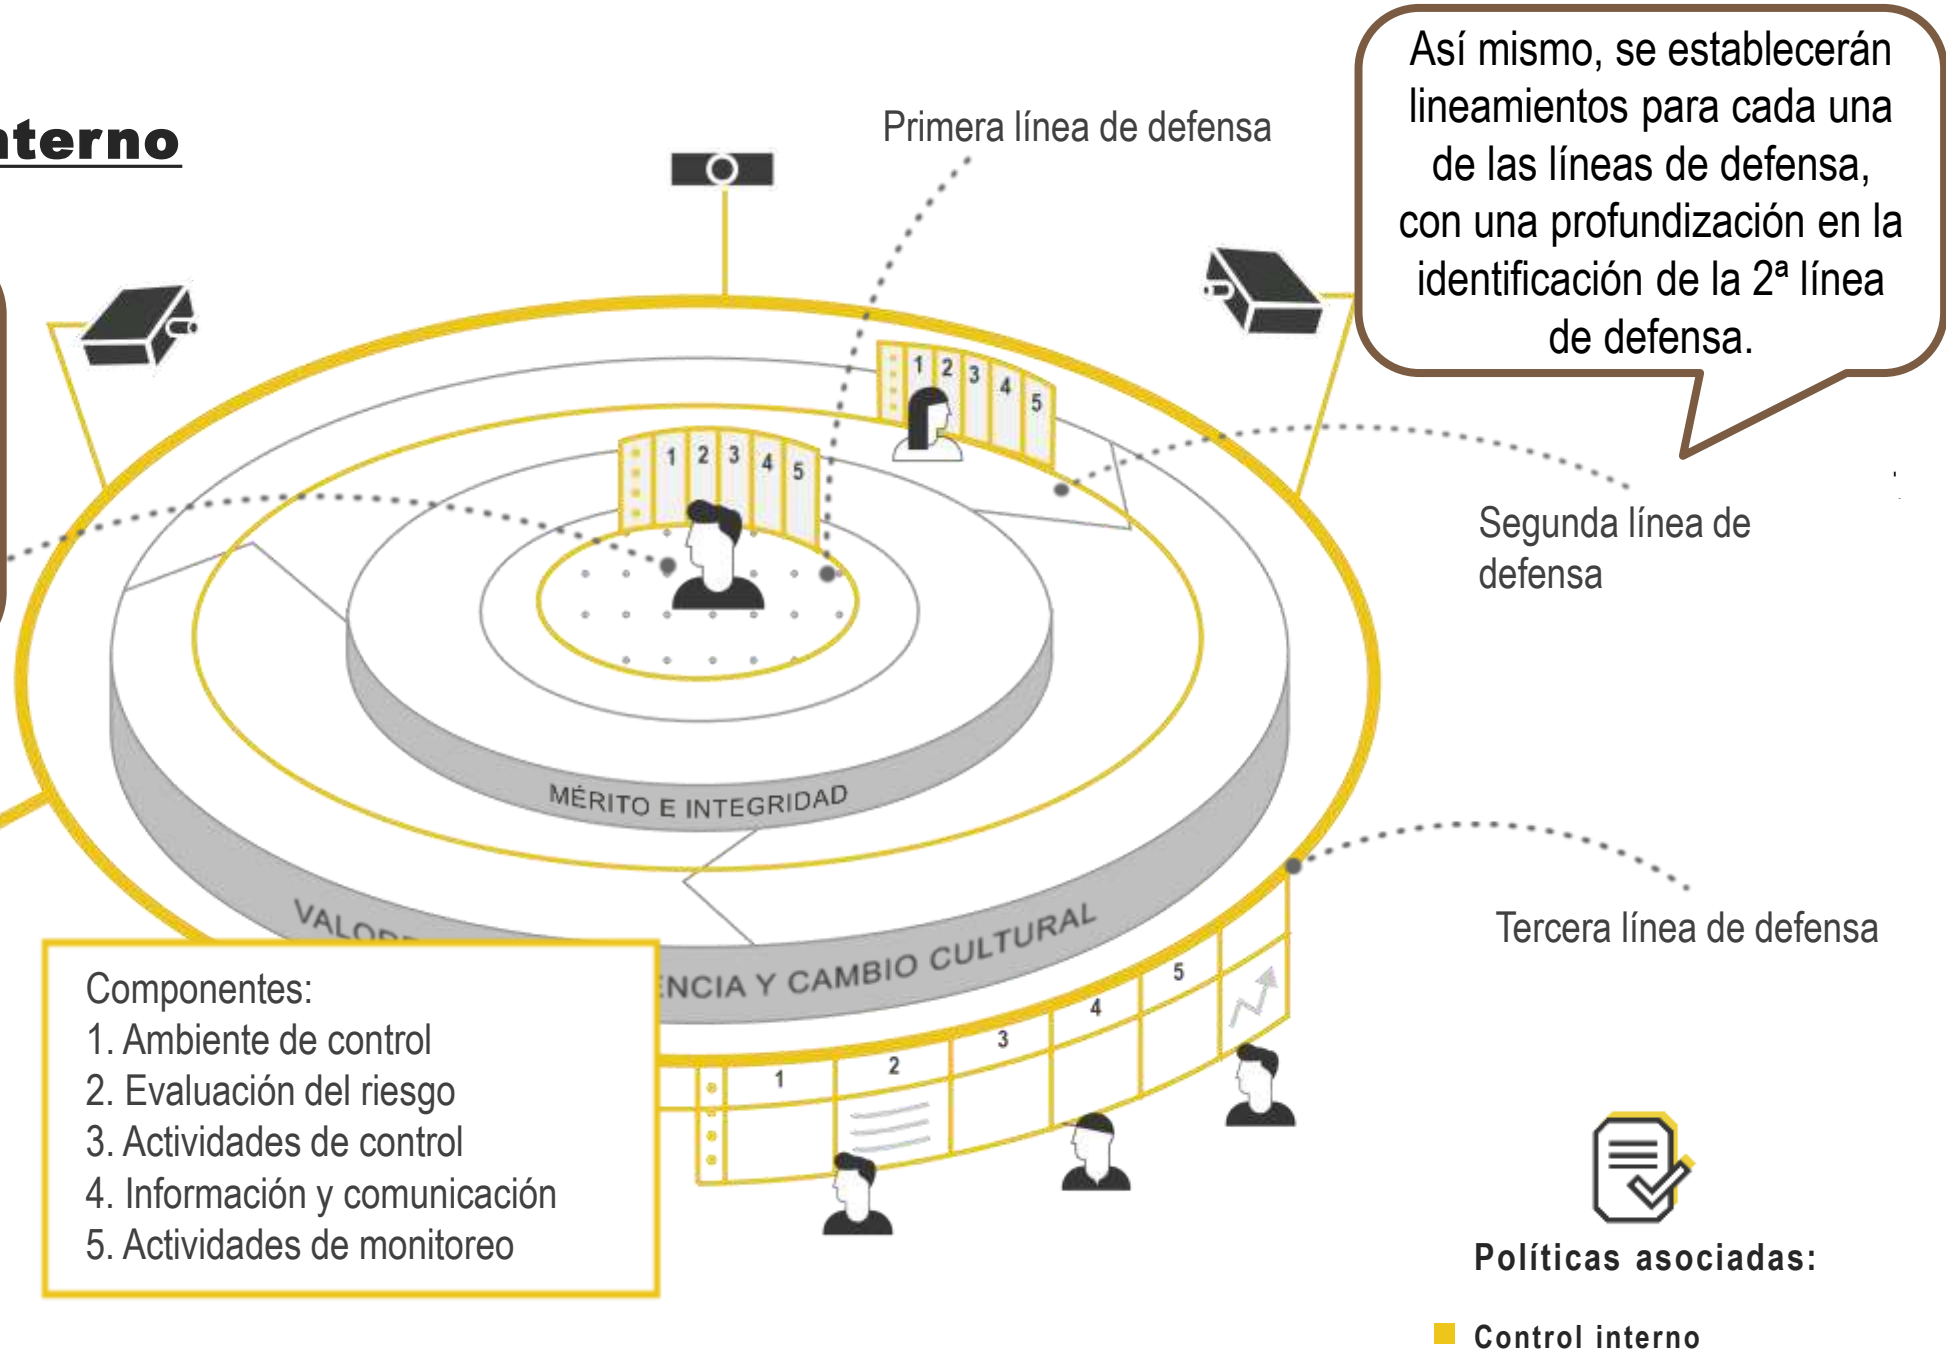 Así mismo, se establecerán
lineamientos para cada una
de las líneas de defensa,
con una profundización en la
identificación de la 2ª línea
de defensa.
nterno
Primera línea de defensa
1 2 3 4 5
1 2 3 4 5
Segunda línea de
defensa
MÉRITO E INTEGRIDAD
VALOR
ENCIA Y CAMBIO CULTURAL
Tercera línea de defensa
1 2 3 4 5
Componentes:
1. Ambiente de control
2. Evaluación del riesgo
3. Actividades de control
4. Información y comunicación
5. Actividades de monitoreo
Políticas asociadas:
Control interno